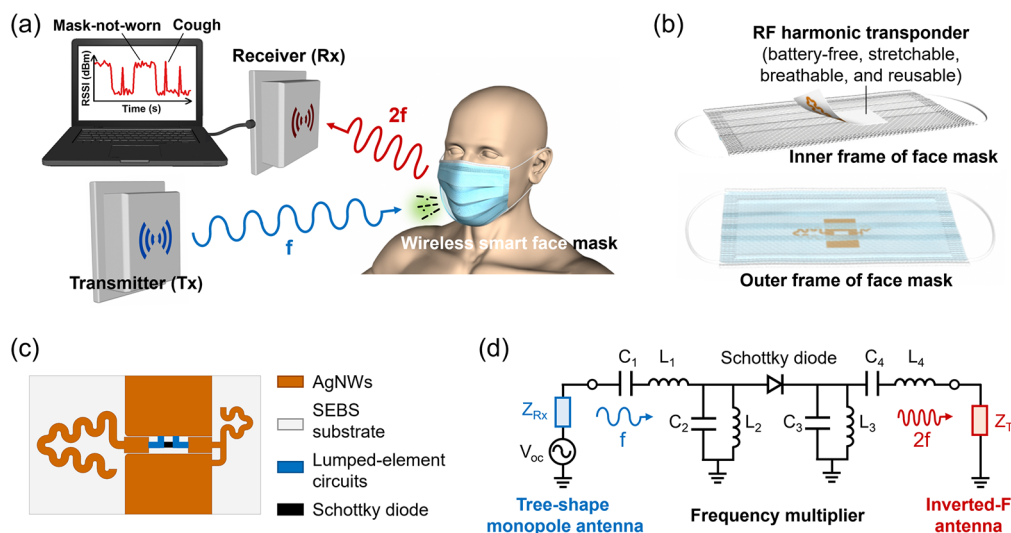 (a)
Mask-not-worn
Cough
RSSI (dBm)
Time (s)
Receiver (Rx)
2f
f
Wireless smart face mask
Transmitter (Tx)
(b)
RF harmonic transponder
(battery-free, stretchable,
breathable, and reusable)
Inner frame of face mask
Outer frame of face mask
(c)
AgNWs
SEBS
substrate
Lumped-element
circuits
Schottky diode
(d)
C1
L1
Schottky diode
C4
L4
ZRx
f
C2
L2
C3
L3
2f
ZT
Voc
Tree-shape
monopole antenna
Frequency multiplier
Inverted-F
antenna